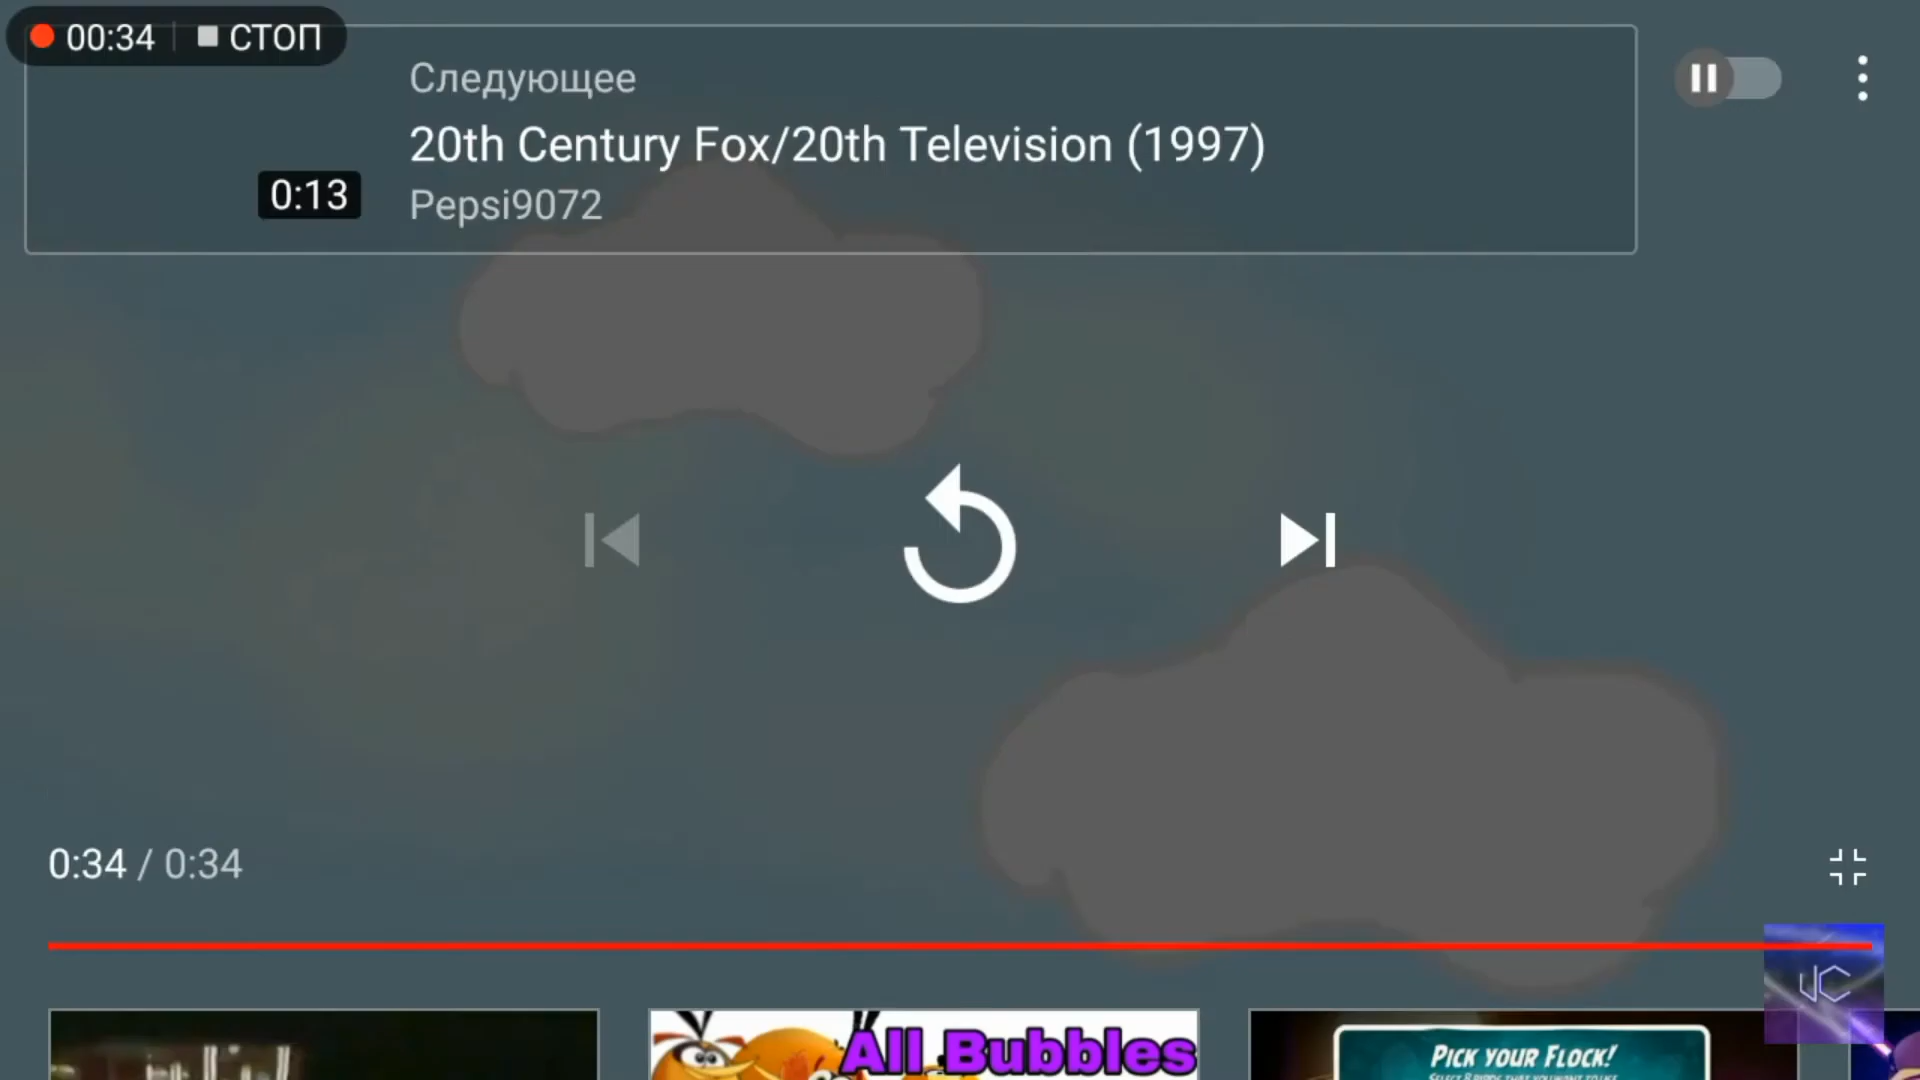 00:34 СТОП
Следующее
20th Century Fox/20th Television (1997)
0:13
Pepsi9072
0:34 / 0:34
JC
All Bubbles
PICK YOUR FLOCK!